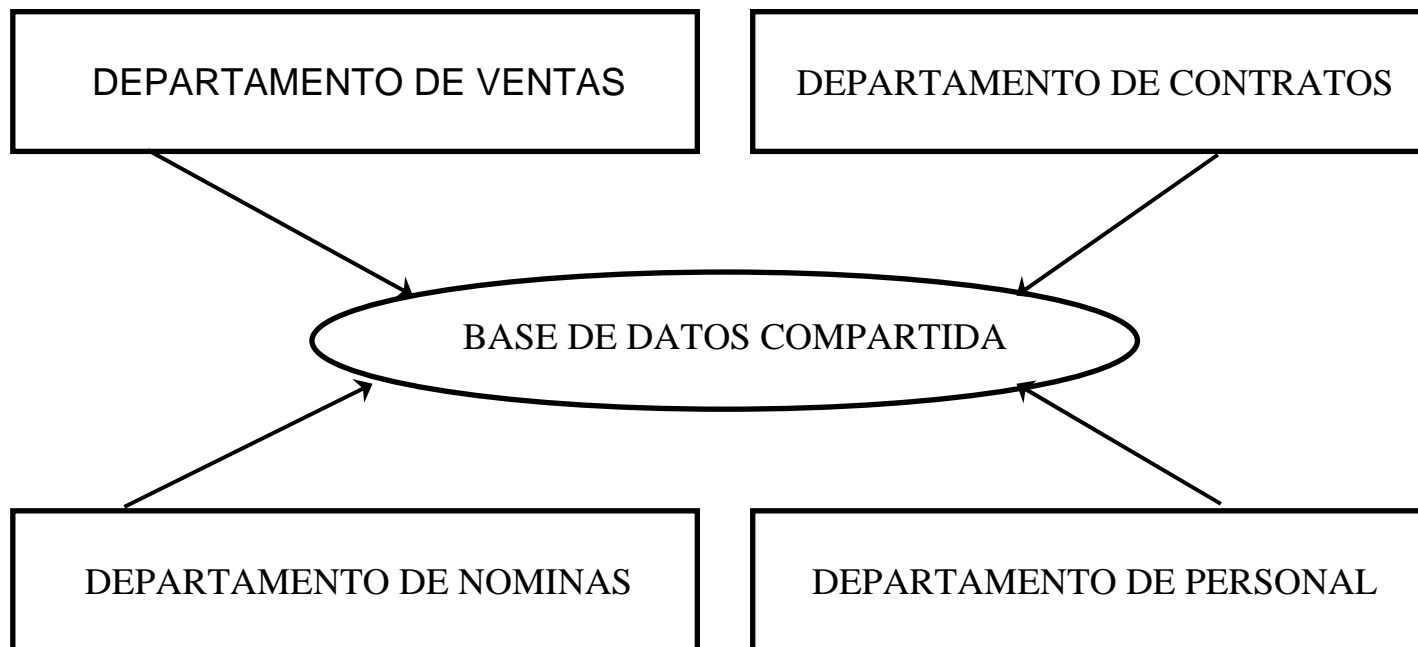 DEPARTAMENTO DE VENTAS
DEPARTAMENTO DE CONTRATOS
BASE DE DATOS COMPARTIDA
DEPARTAMENTO DE NOMINAS
DEPARTAMENTO DE PERSONAL